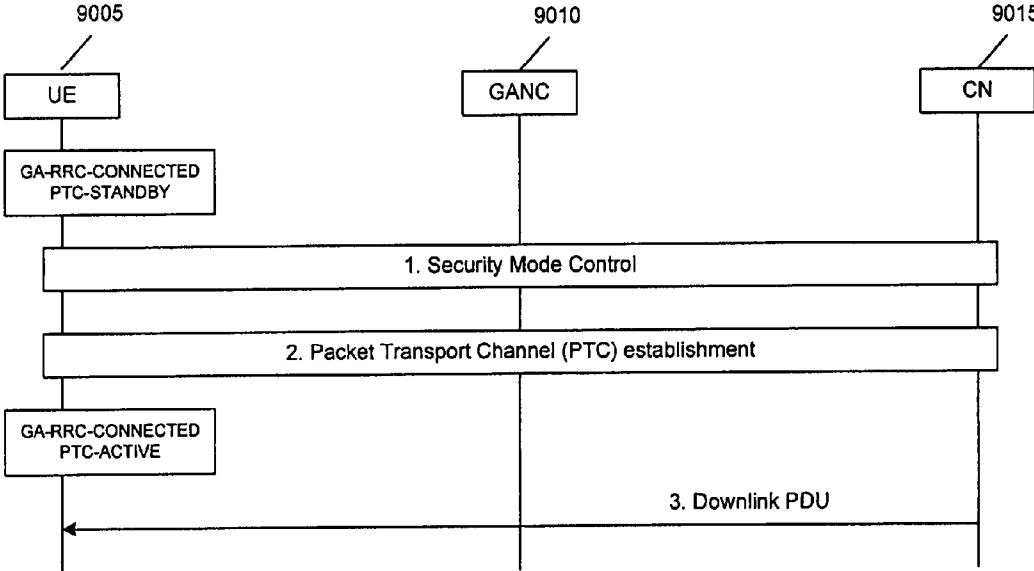 9005
9010
9015
UE
GANC
CN
GA-RRC-CONNECTED
PTC-STANDBY
1. Security Mode Control
2. Packet Transport Channel (PTC) establishment
GA-RRC-CONNECTED
PTC-ACTIVE
3. Downlink PDU